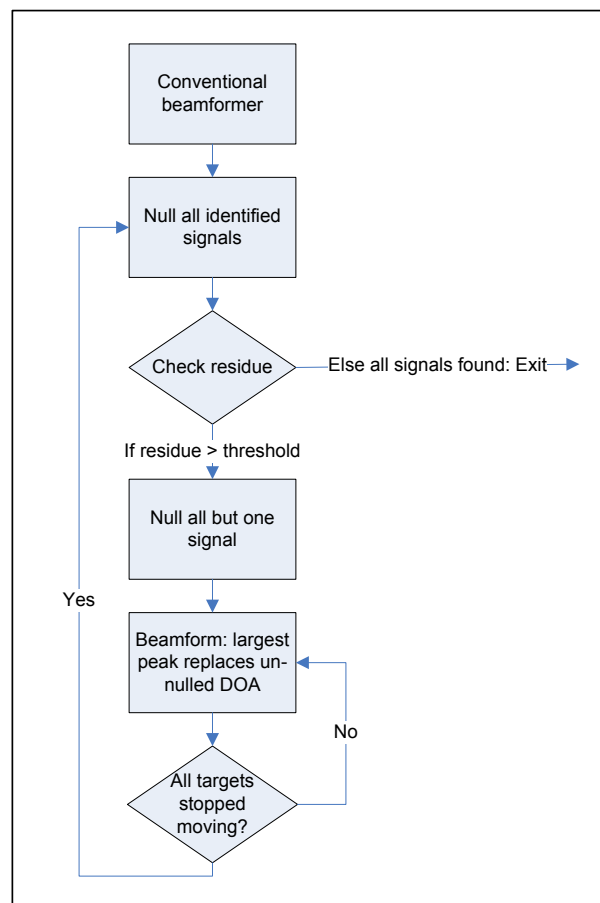 Conventional
beamformer
Null all identified
signals
Check residue
Else all signals found: Exit
If residue > threshold
Null all but one
signal
Yes
Beamform: largest
peak replaces un-
nulled DOA
No
All targets
stopped
moving?